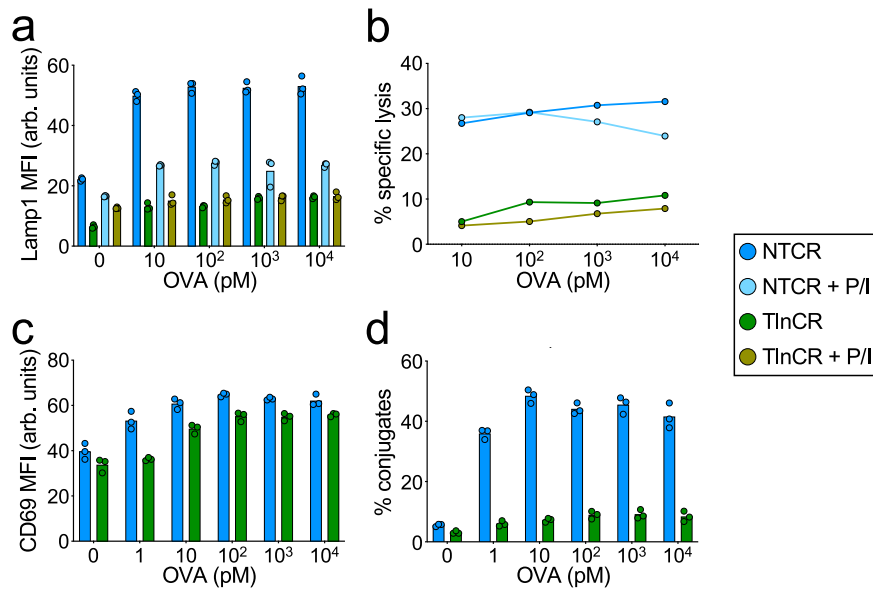 a
Lamp1 MFI (arb. units)
60
40
20
0
0 10 10² 10³ 10⁴
OVA (pM)
b
% specific lysis
40
30
20
10
0
10 10² 10³ 10⁴
OVA (pM)
NTCR
NTCR + P/I
TlnCR
TlnCR + P/I
c
CD69 MFI (arb. units)
80
60
40
20
0
0 1 10 10² 10³ 10⁴
OVA (pM)
d
% conjugates
60
40
20
0
0 1 10 10² 10³ 10⁴
OVA (pM)